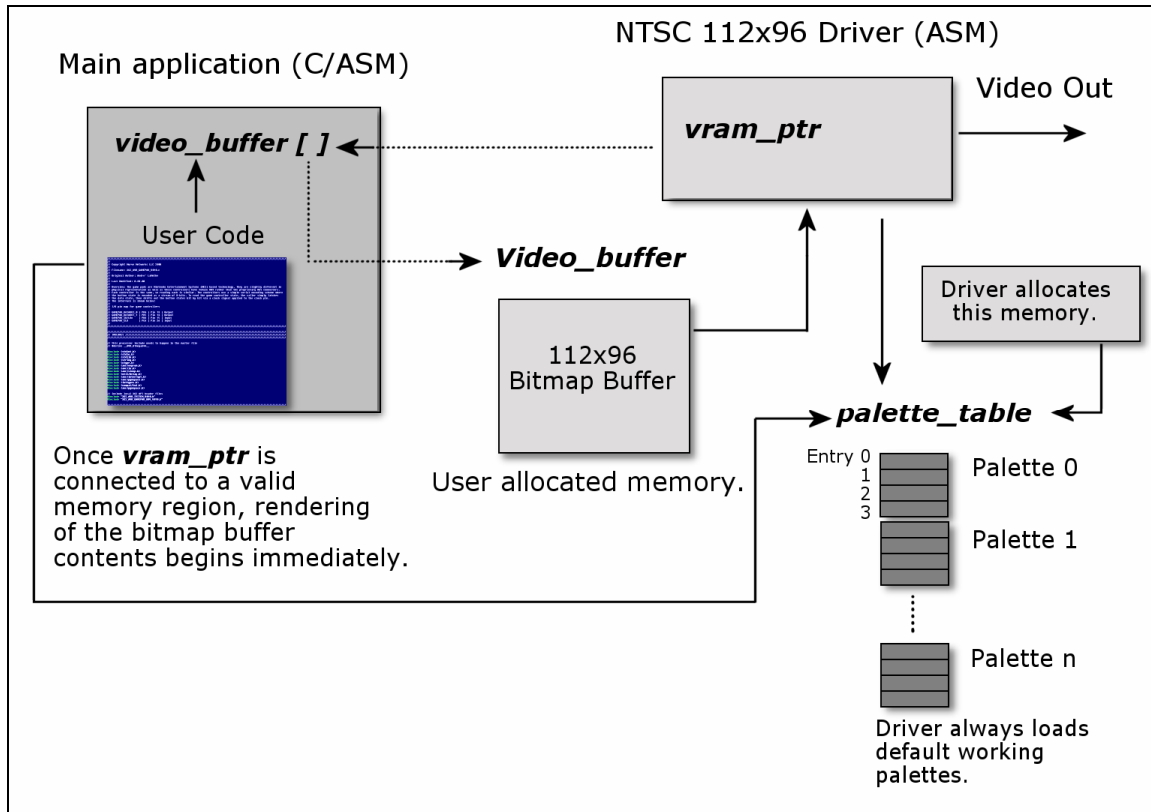 NTSC 112x96 Driver (ASM)
Main application (C/ASM)
Video Out
video_buffer [ ]
vram_ptr
User Code
Video_buffer
Driver allocates
this memory.
112x96
Bitmap Buffer
palette_table
Once vram_ptr is
connected to a valid
memory region, rendering
of the bitmap buffer
contents begins immediately.
User allocated memory.
Entry 0
1
2
3
Palette 0
Palette 1
Palette n
Driver always loads
default working
palettes.